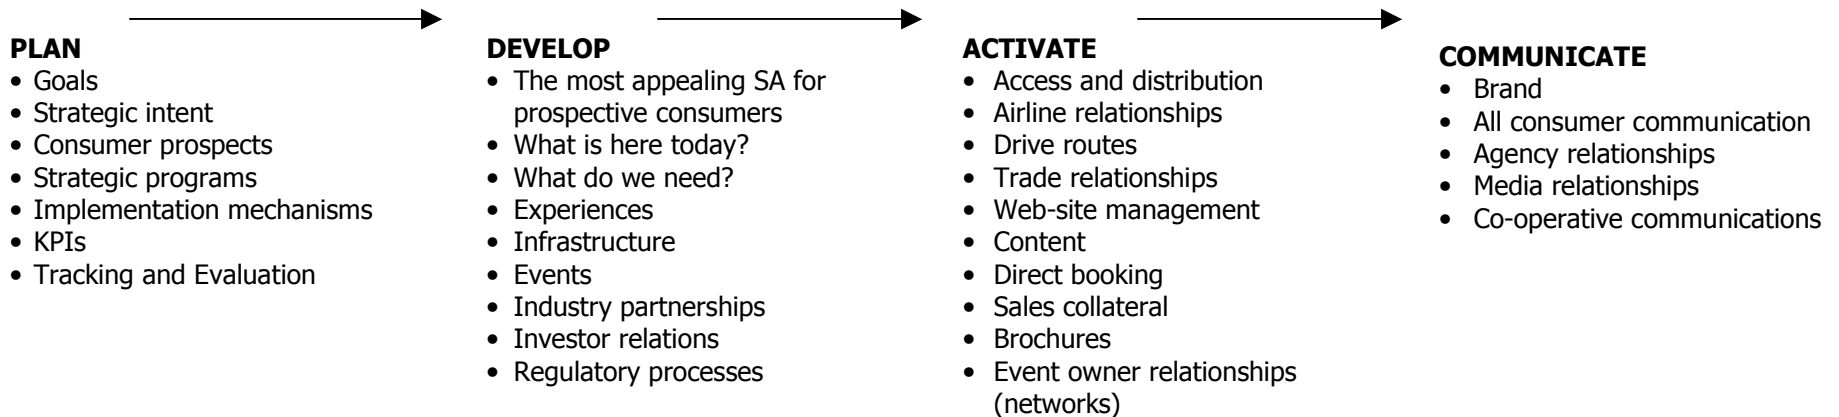 PLAN
• Goals
• Strategic intent
• Consumer prospects
• Strategic programs
• Implementation mechanisms
• KPIs
• Tracking and Evaluation
DEVELOP
• The most appealing SA for
prospective consumers
• What is here today?
• What do we need?
• Experiences
• Infrastructure
• Events
• Industry partnerships
• Investor relations
• Regulatory processes
ACTIVATE
• Access and distribution
• Airline relationships
• Drive routes
• Trade relationships
• Web-site management
• Content
• Direct booking
• Sales collateral
• Brochures
• Event owner relationships
(networks)
COMMUNICATE
• Brand
• All consumer communication
• Agency relationships
• Media relationships
• Co-operative communications